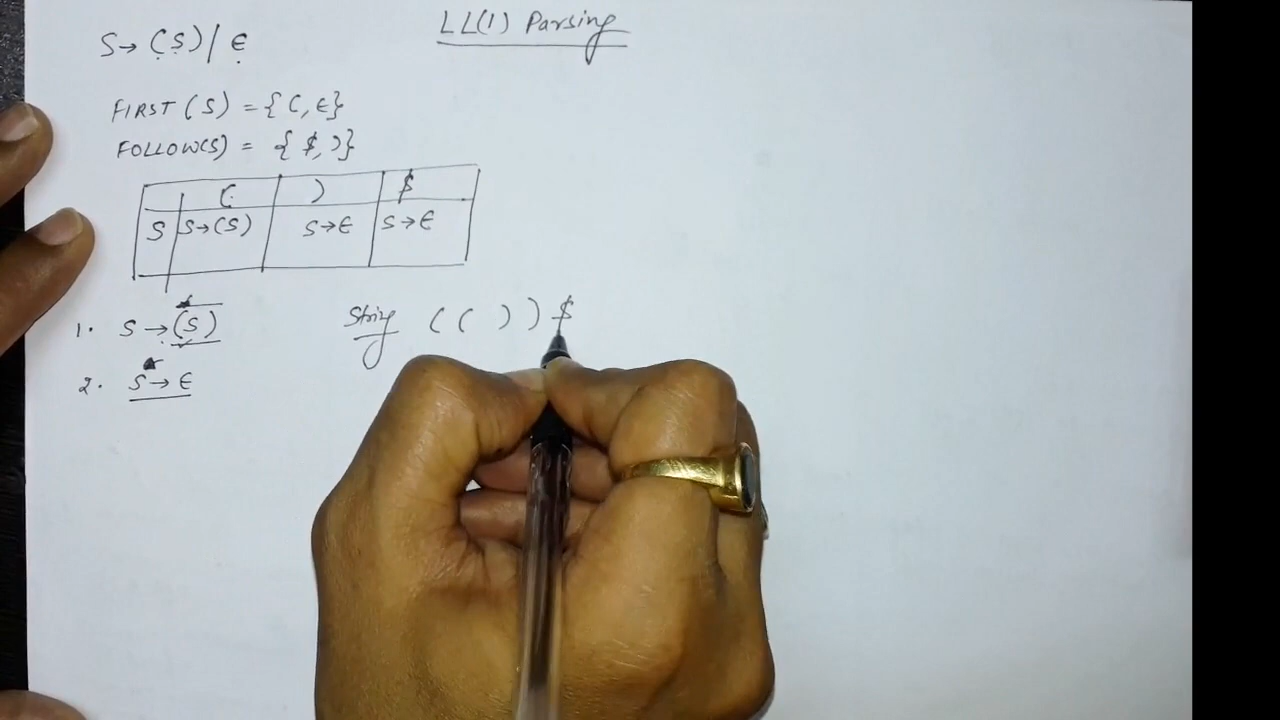 LL(1) Parsing
S→ (S) / ϵ
FIRST(S) = {(, ϵ}
FOLLOW(S) = {$, )}
( ) $
S S→(S) S→ϵ S→ϵ
1. S→(S) String (( ))$
2. S→ϵ